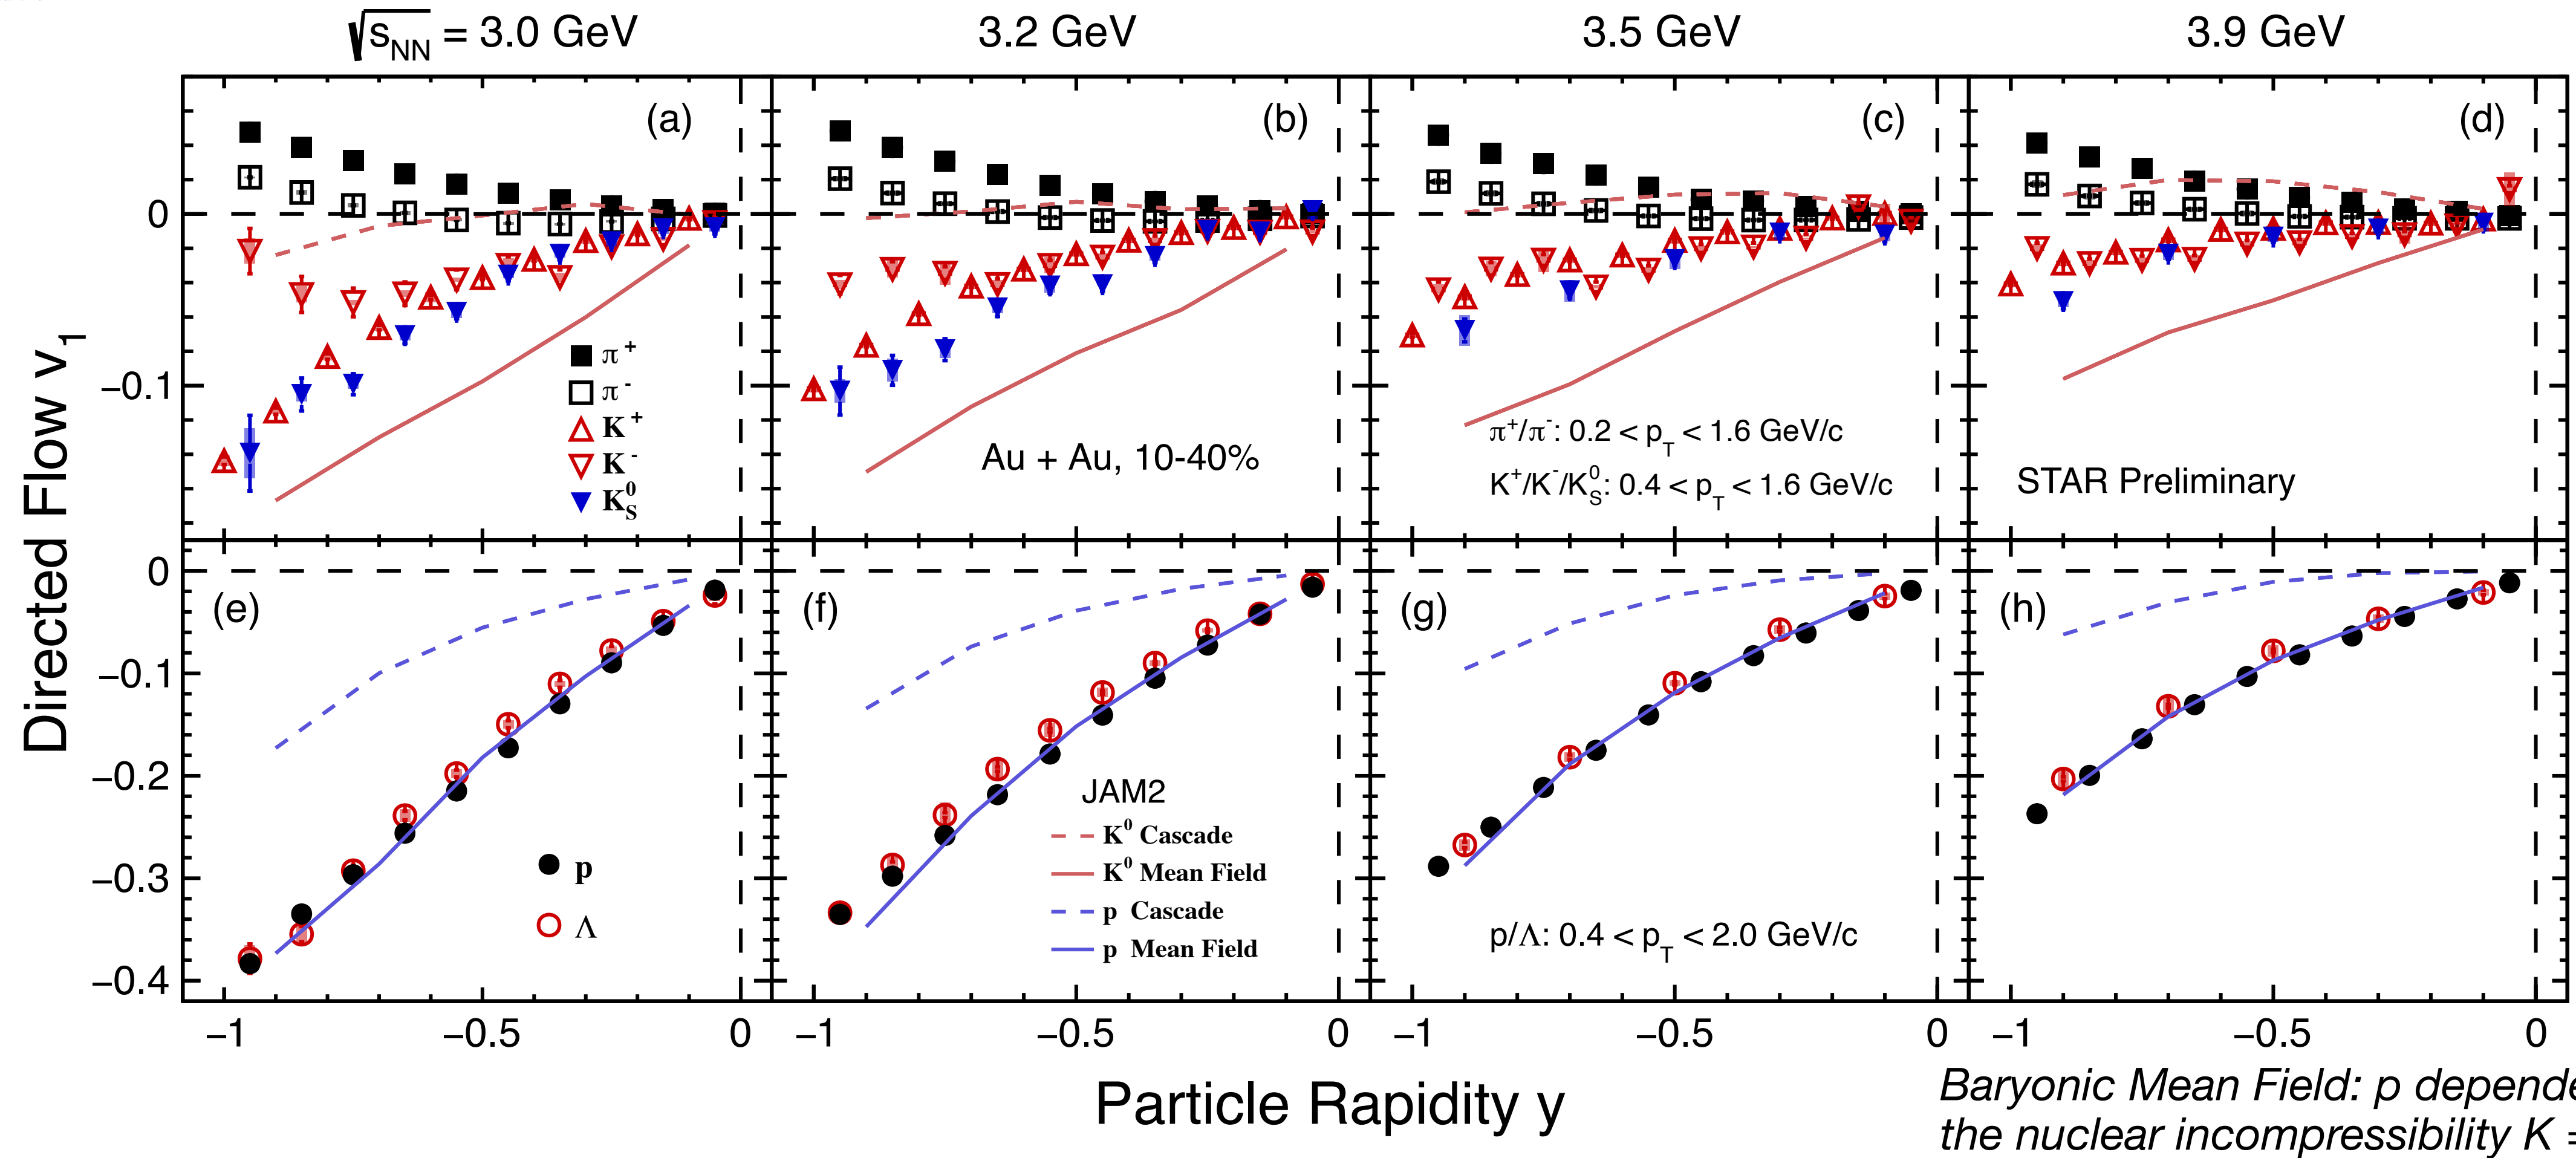 √sNN = 3.0 GeV
3.2 GeV
3.5 GeV
3.9 GeV
(a)
(b)
(c)
(d)
0
−0.1
π+
π-
K+
K-
K0S
Au + Au, 10-40%
π+/π-: 0.2 < pT < 1.6 GeV/c
K+/K-/K0S: 0.4 < pT < 1.6 GeV/c
STAR Preliminary
Directed Flow v1
(e)
(f)
(g)
(h)
0
−0.1
−0.2
−0.3
−0.4
p
Λ
JAM2
K0 Cascade
K0 Mean Field
p Cascade
p Mean Field
p/Λ: 0.4 < pT < 2.0 GeV/c
−1 −0.5 0
−1 −0.5 0
−1 −0.5 0
−1 −0.5 0
Particle Rapidity y
Baryonic Mean Field: p depende
the nuclear incompressibility K =